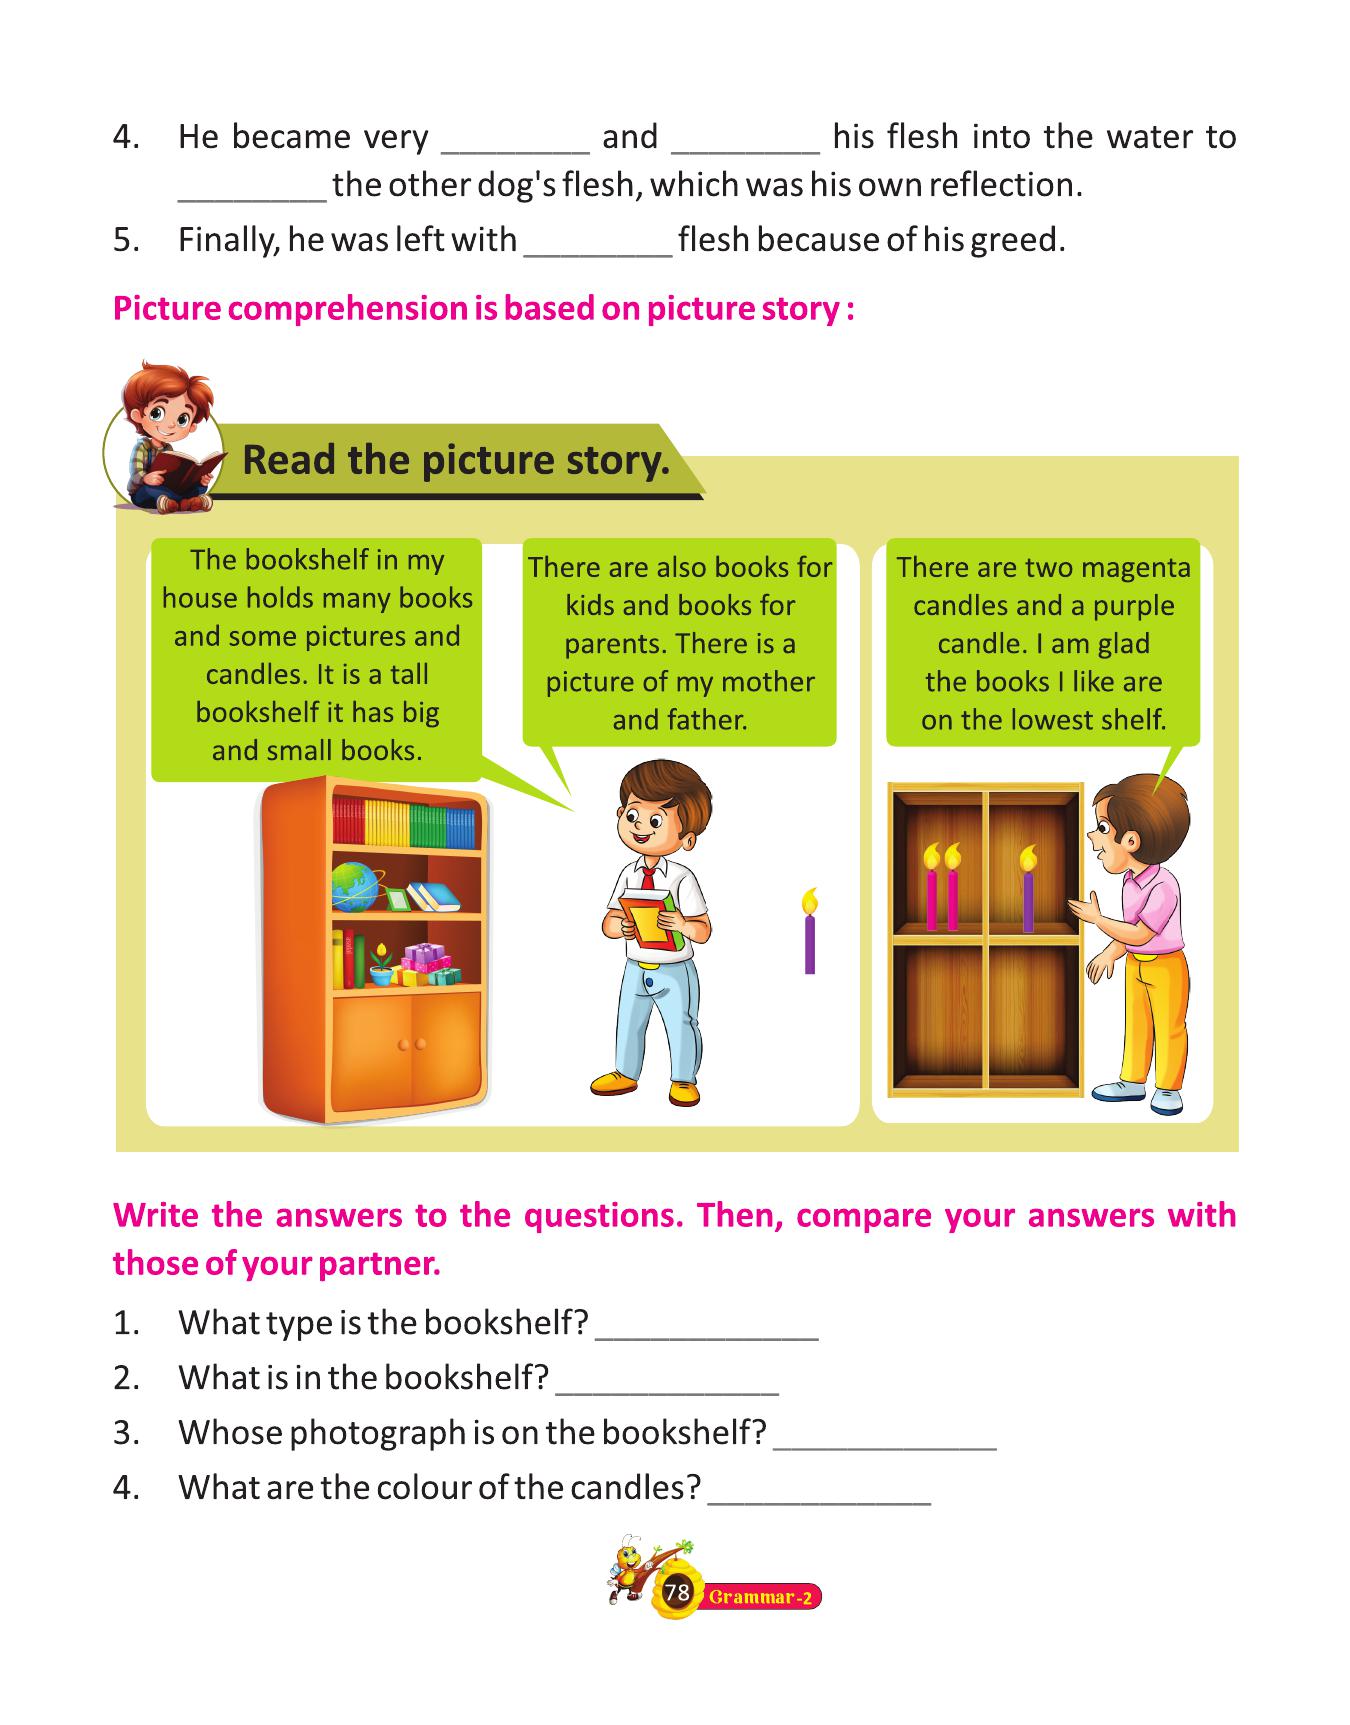 4. He became very ________ and ________ his flesh into the water to
________ the other dog's flesh, which was his own reflection.
5. Finally, he was left with ________ flesh because of his greed.
Picture comprehension is based on picture story :
Read the picture story.
The bookshelf in my
house holds many books
and some pictures and
candles. It is a tall
bookshelf it has big
and small books.
There are also books for
kids and books for
parents. There is a
picture of my mother
and father.
There are two magenta
candles and a purple
candle. I am glad
the books I like are
on the lowest shelf.
Write the answers to the questions. Then, compare your answers with
those of your partner.
1. What type is the bookshelf? ____________
2. What is in the bookshelf? ____________
3. Whose photograph is on the bookshelf? ____________
4. What are the colour of the candles? ____________
78 Grammar-2